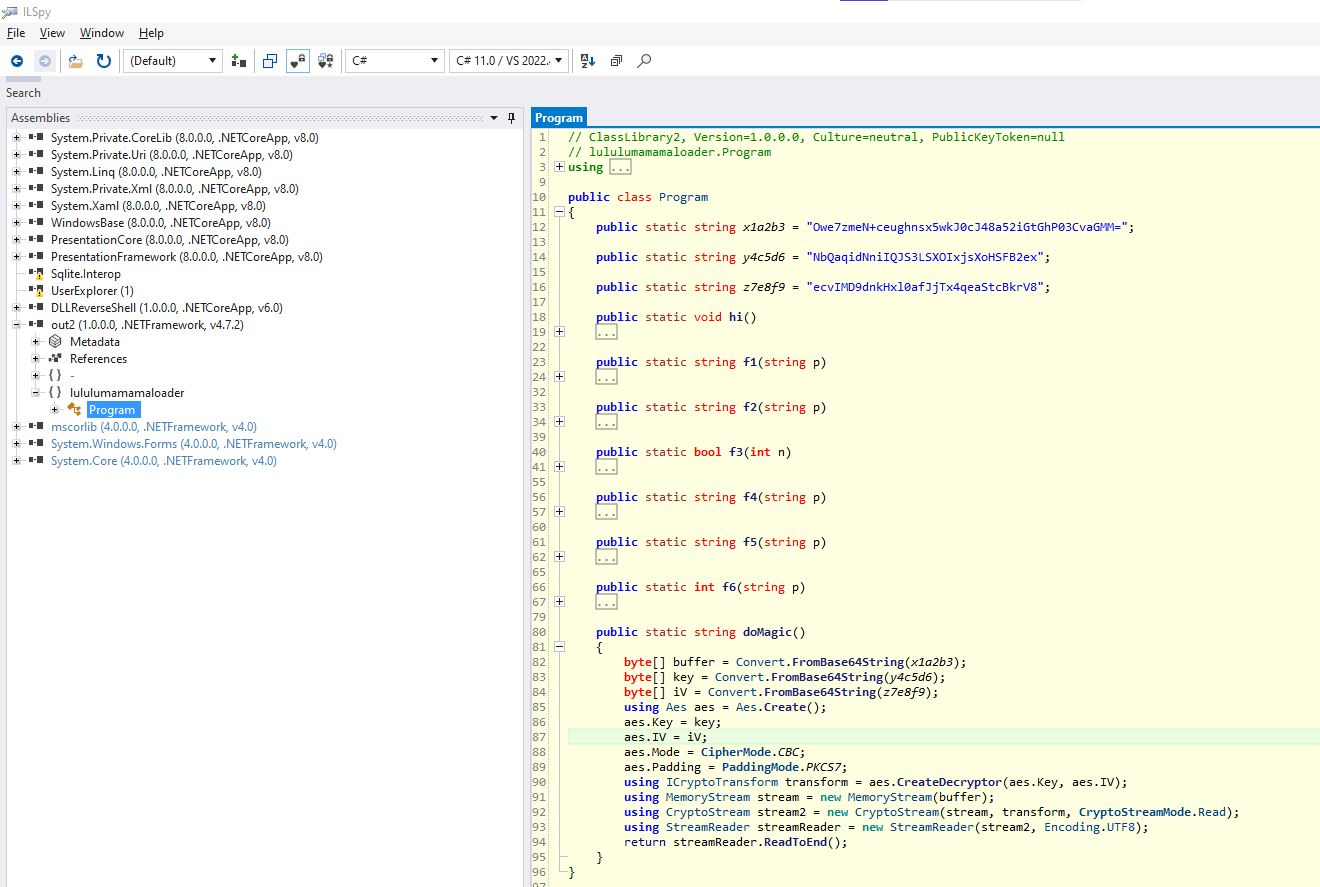 ILSpy
File View Window Help
(Default) C# C# 11.0 / VS 2022.
Search
Assemblies
System.Private.CoreLib (8.0.0.0, .NETCoreApp, v8.0)
System.Private.Uri (8.0.0.0, .NETCoreApp, v8.0)
System.Linq (8.0.0.0, .NETCoreApp, v8.0)
System.Private.Xml (8.0.0.0, .NETCoreApp, v8.0)
System.Xaml (8.0.0.0, .NETCoreApp, v8.0)
WindowsBase (8.0.0.0, .NETCoreApp, v8.0)
PresentationCore (8.0.0.0, .NETCoreApp, v8.0)
PresentationFramework (8.0.0.0, .NETCoreApp, v8.0)
Sqlite.Interop
UserExplorer (1)
DLLReverseShell (1.0.0.0, .NETCoreApp, v6.0)
out2 (1.0.0.0, .NETFramework, v4.7.2)
Metadata
References
{ } -
{ } lululumamamaloader
Program
mscorlib (4.0.0.0, .NETFramework, v4.0)
System.Windows.Forms (4.0.0.0, .NETFramework, v4.0)
System.Core (4.0.0.0, .NETFramework, v4.0)
Program
1 // ClassLibrary2, Version=1.0.0.0, Culture=neutral, PublicKeyToken=null
2 // lululumamamaloader.Program
3 using ...
9
10 public class Program
11 {
12 public static string x1a2b3 = "Owe7zmeN+ceughnsx5wkJ0cJ48a52iGtGhP03CvaGMM=";
13
14 public static string y4c5d6 = "NbQaqidNniIQJS3LSXOIxjsXoHSFB2ex";
15
16 public static string z7e8f9 = "ecvIMD9dnkHxl0afJjTx4qeaStcBkrV8";
17
18 public static void hi()
19 ...
22
23 public static string f1(string p)
24 ...
32
33 public static string f2(string p)
34 ...
39
40 public static bool f3(int n)
41 ...
55
56 public static string f4(string p)
57 ...
60
61 public static string f5(string p)
62 ...
65
66 public static int f6(string p)
67 ...
79
80 public static string doMagic()
81 {
82 byte[] buffer = Convert.FromBase64String(x1a2b3);
83 byte[] key = Convert.FromBase64String(y4c5d6);
84 byte[] iV = Convert.FromBase64String(z7e8f9);
85 using Aes aes = Aes.Create();
86 aes.Key = key;
87 aes.IV = iV;
88 aes.Mode = CipherMode.CBC;
89 aes.Padding = PaddingMode.PKCS7;
90 using ICryptoTransform transform = aes.CreateDecryptor(aes.Key, aes.IV);
91 using MemoryStream stream = new MemoryStream(buffer);
92 using CryptoStream stream2 = new CryptoStream(stream, transform, CryptoStreamMode.Read);
93 using StreamReader streamReader = new StreamReader(stream2, Encoding.UTF8);
94 return streamReader.ReadToEnd();
95 }
96 }
97